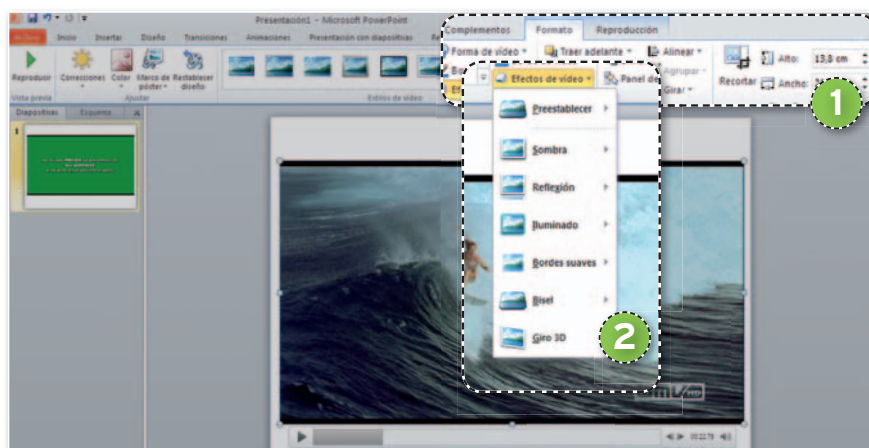 Presentación1 - Microsoft PowerPoint
Archivo Inicio Insertar Diseño Transiciones Animaciones Presentación con diapositivas
Complementos Formato Reproducción
Reproducir
Correcciones Color Marco de póster Restablecer diseño
Vista previa
Ajustar
Estilos de vídeo
Forma de vídeo
Traer adelante
Alinear
Agrupar
Girar
Recortar
Alto: 13,8 cm
Ancho:
1
Efectos de vídeo
Panel de
Preestablecer
Sombra
Reflexión
Iluminado
Bordes suaves
Bisel
Giro 3D
2
Diapositivas Esquema
1